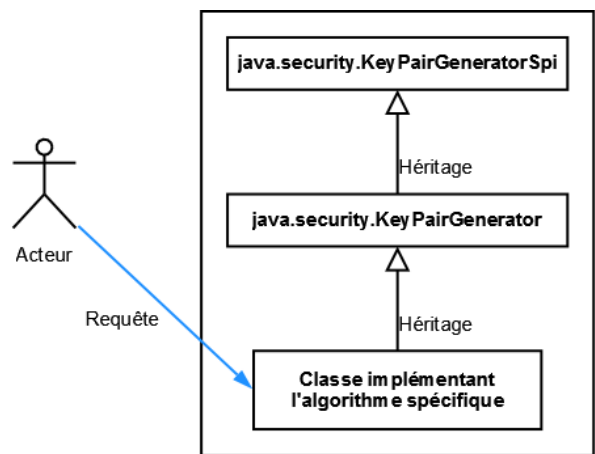 java.security.KeyPairGeneratorSpi
Héritage
java.security.KeyPairGenerator
Acteur
Requête
Héritage
Classe implémentant
l'algorithme spécifique